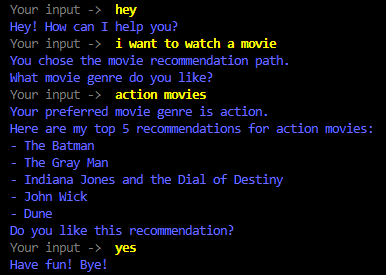 Your input -> hey
Hey! How can I help you?
Your input -> i want to watch a movie
You chose the movie recommendation path.
What movie genre do you like?
Your input -> action movies
Your preferred movie genre is action.
Here are my top 5 recommendations for action movies:
- The Batman
- The Gray Man
- Indiana Jones and the Dial of Destiny
- John Wick
- Dune
Do you like this recommendation?
Your input -> yes
Have fun! Bye!